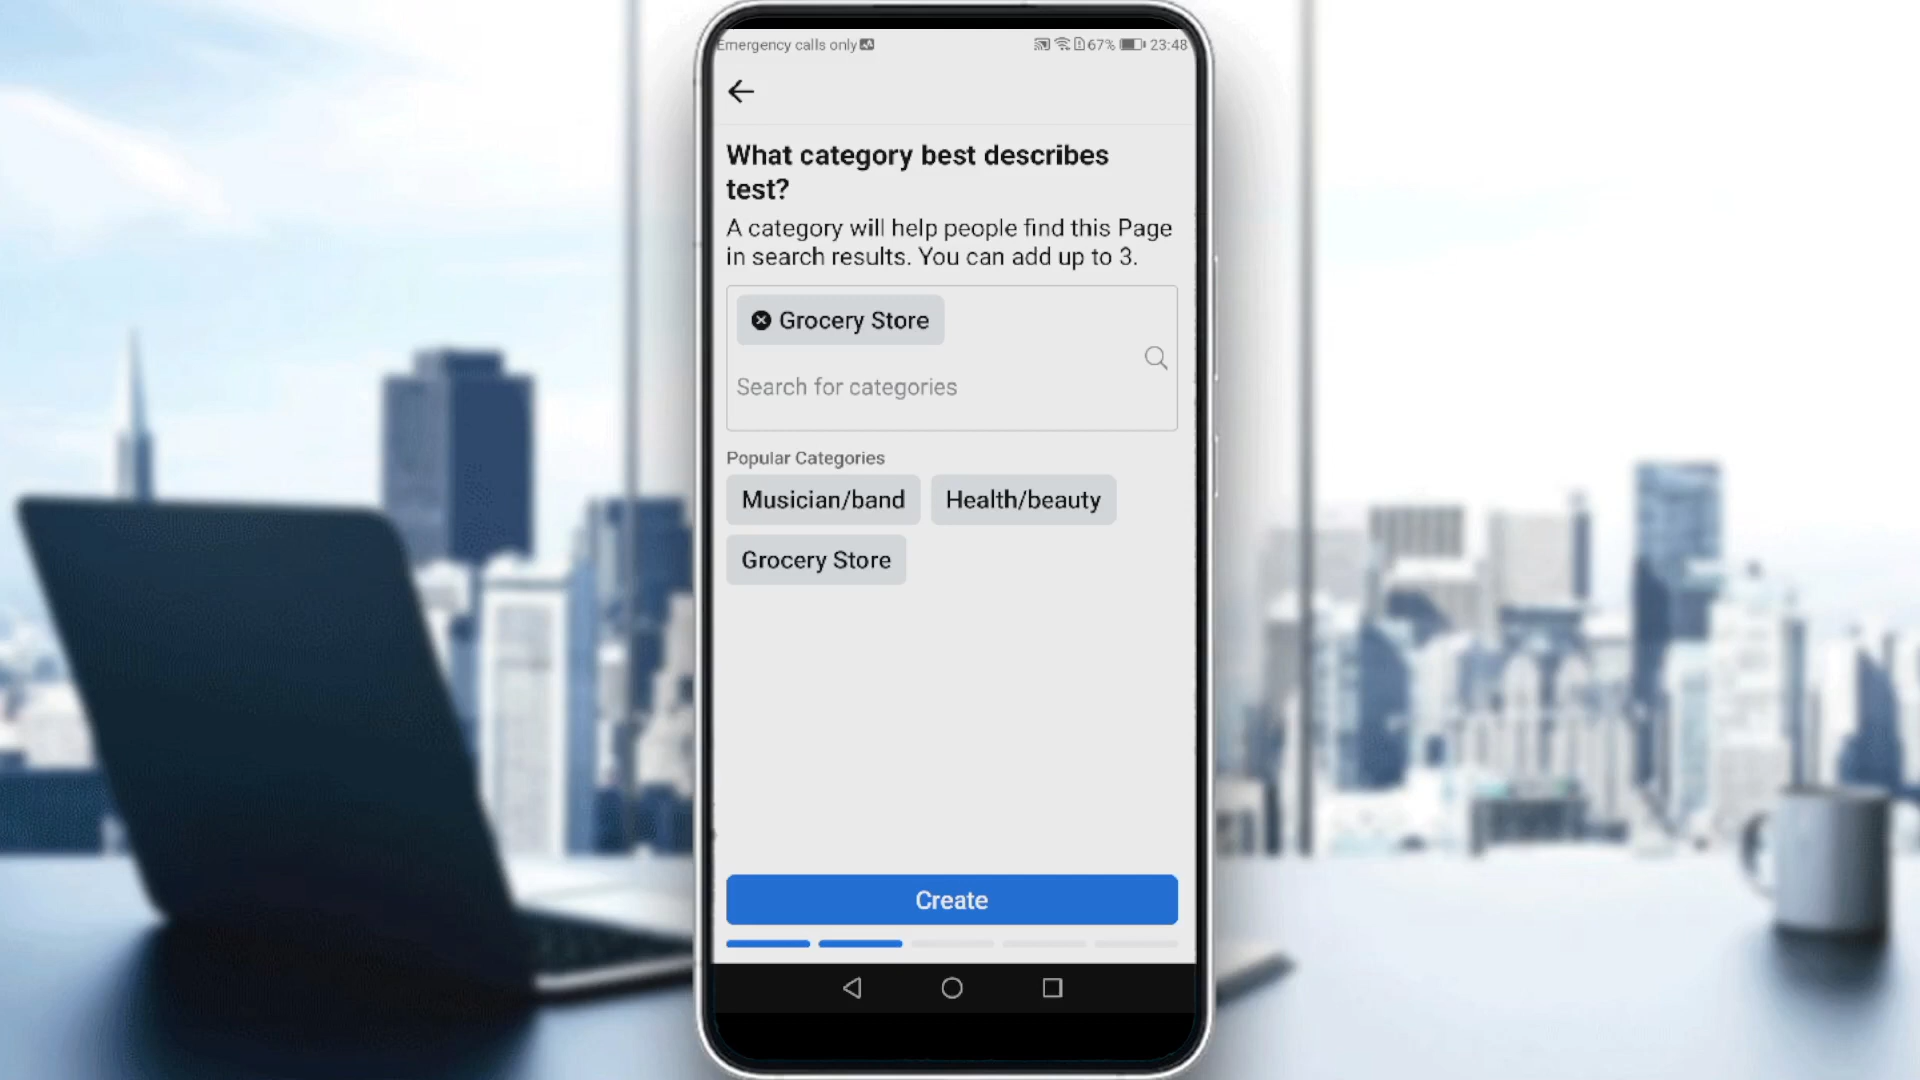 Emergency calls only 67% 23:48
What category best describes
test?
A category will help people find this Page
in search results. You can add up to 3.
Grocery Store
Search for categories
Popular Categories
Musician/band Health/beauty
Grocery Store
Create